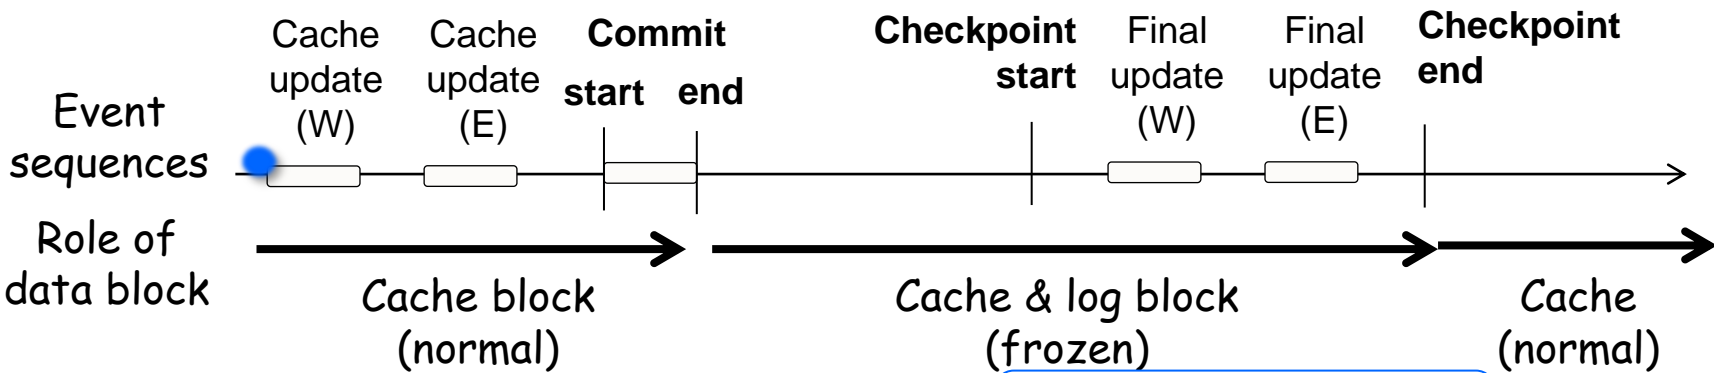 Cache update (W)
Cache update (E)
Commit
start end
Checkpoint start
Final update (W)
Final update (E)
Checkpoint end
Event sequences
Role of data block
Cache block (normal)
Cache & log block (frozen)
Cache (normal)